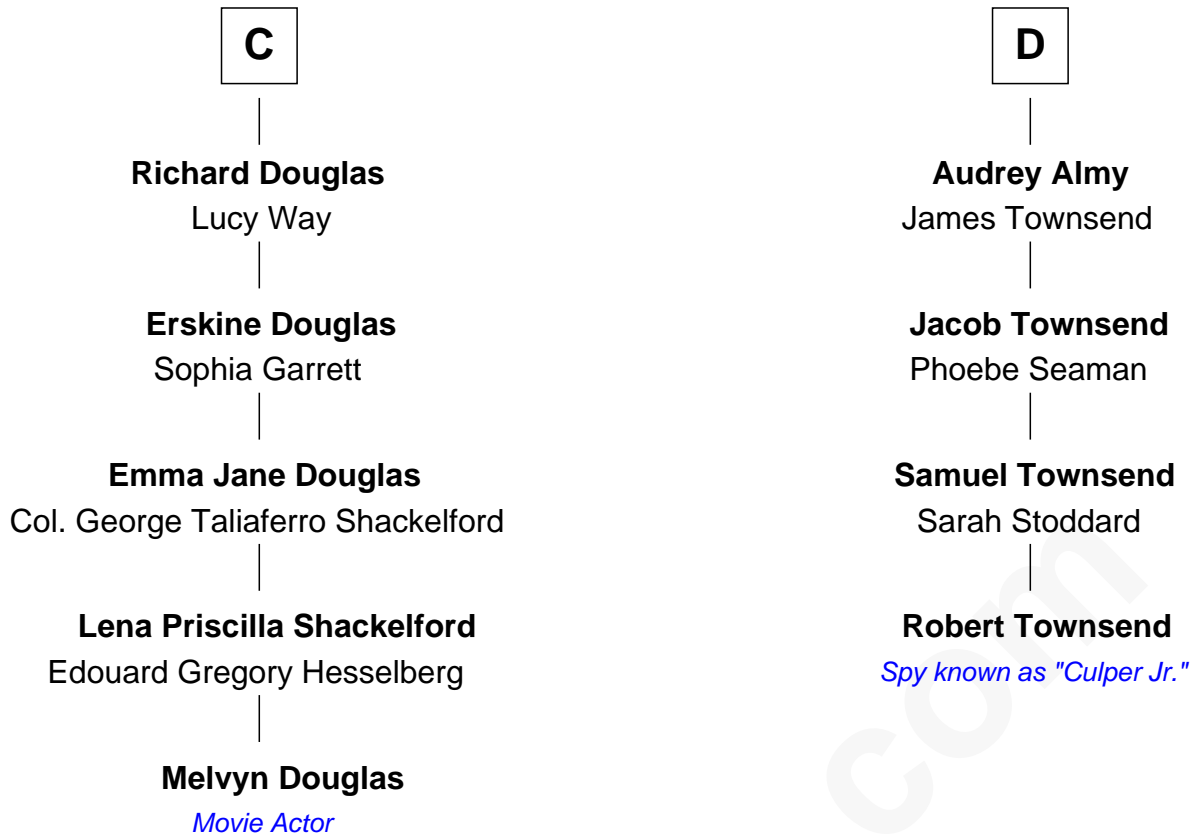 C
Richard Douglas
Lucy Way
Erskine Douglas
Sophia Garrett
Emma Jane Douglas
Col. George Taliaferro Shackelford
Lena Priscilla Shackelford
Edouard Gregory Hesselberg
Melvyn Douglas
Movie Actor
D
Audrey Almy
James Townsend
Jacob Townsend
Phoebe Seaman
Samuel Townsend
Sarah Stoddard
Robert Townsend
Spy known as "Culper Jr."
com